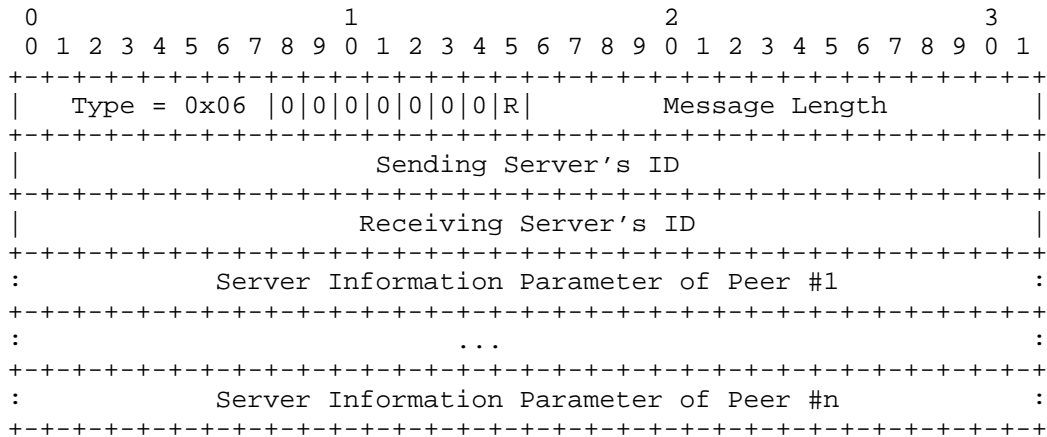 0                   1                   2                   3
 0 1 2 3 4 5 6 7 8 9 0 1 2 3 4 5 6 7 8 9 0 1 2 3 4 5 6 7 8 9 0 1
+-+-+-+-+-+-+-+-+-+-+-+-+-+-+-+-+-+-+-+-+-+-+-+-+-+-+-+-+-+-+-+-+
|   Type = 0x06 |0|0|0|0|0|0|0|R|        Message Length         |
+-+-+-+-+-+-+-+-+-+-+-+-+-+-+-+-+-+-+-+-+-+-+-+-+-+-+-+-+-+-+-+-+
|                      Sending Server’s ID                      |
+-+-+-+-+-+-+-+-+-+-+-+-+-+-+-+-+-+-+-+-+-+-+-+-+-+-+-+-+-+-+-+-+
|                     Receiving Server’s ID                     |
+-+-+-+-+-+-+-+-+-+-+-+-+-+-+-+-+-+-+-+-+-+-+-+-+-+-+-+-+-+-+-+-+
:            Server Information Parameter of Peer #1            :
+-+-+-+-+-+-+-+-+-+-+-+-+-+-+-+-+-+-+-+-+-+-+-+-+-+-+-+-+-+-+-+-+
:                           ...                                 :
+-+-+-+-+-+-+-+-+-+-+-+-+-+-+-+-+-+-+-+-+-+-+-+-+-+-+-+-+-+-+-+-+
:            Server Information Parameter of Peer #n            :
+-+-+-+-+-+-+-+-+-+-+-+-+-+-+-+-+-+-+-+-+-+-+-+-+-+-+-+-+-+-+-+-+